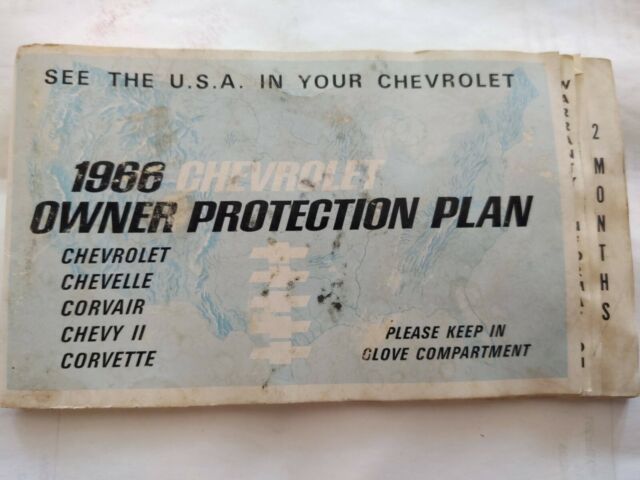 SEE THE U.S.A. IN YOUR CHEVROLET
1966 CHEVROLET
OWNER PROTECTION PLAN
CHEVROLET
CHEVELLE
CORVAIR
CHEVY II
CORVETTE
PLEASE KEEP IN
GLOVE COMPARTMENT
2 MONTHS